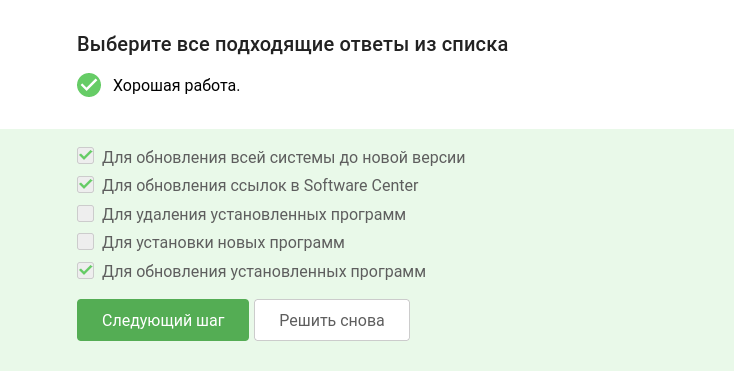 Выберите все подходящие ответы из списка
Хорошая работа.
Для обновления всей системы до новой версии
Для обновления ссылок в Software Center
Для удаления установленных программ
Для установки новых программ
Для обновления установленных программ
Следующий шаг
Решить снова